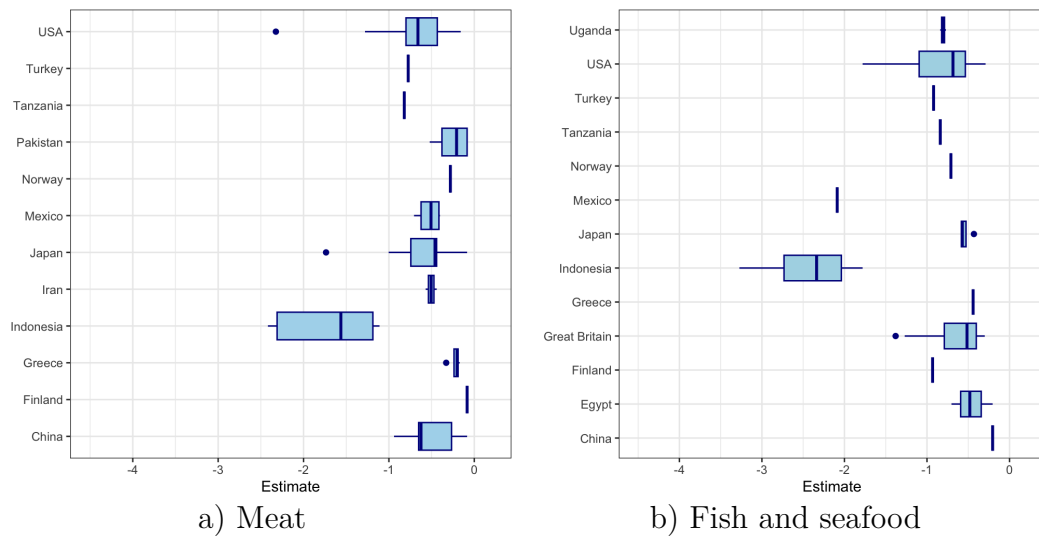 USA
Turkey
Tanzania
Pakistan
Norway
Mexico
Japan
Iran
Indonesia
Greece
Finland
China
-4 -3 -2 -1 0
Estimate
a) Meat
Uganda
USA
Turkey
Tanzania
Norway
Mexico
Japan
Indonesia
Greece
Great Britain
Finland
Egypt
China
-4 -3 -2 -1 0
Estimate
b) Fish and seafood